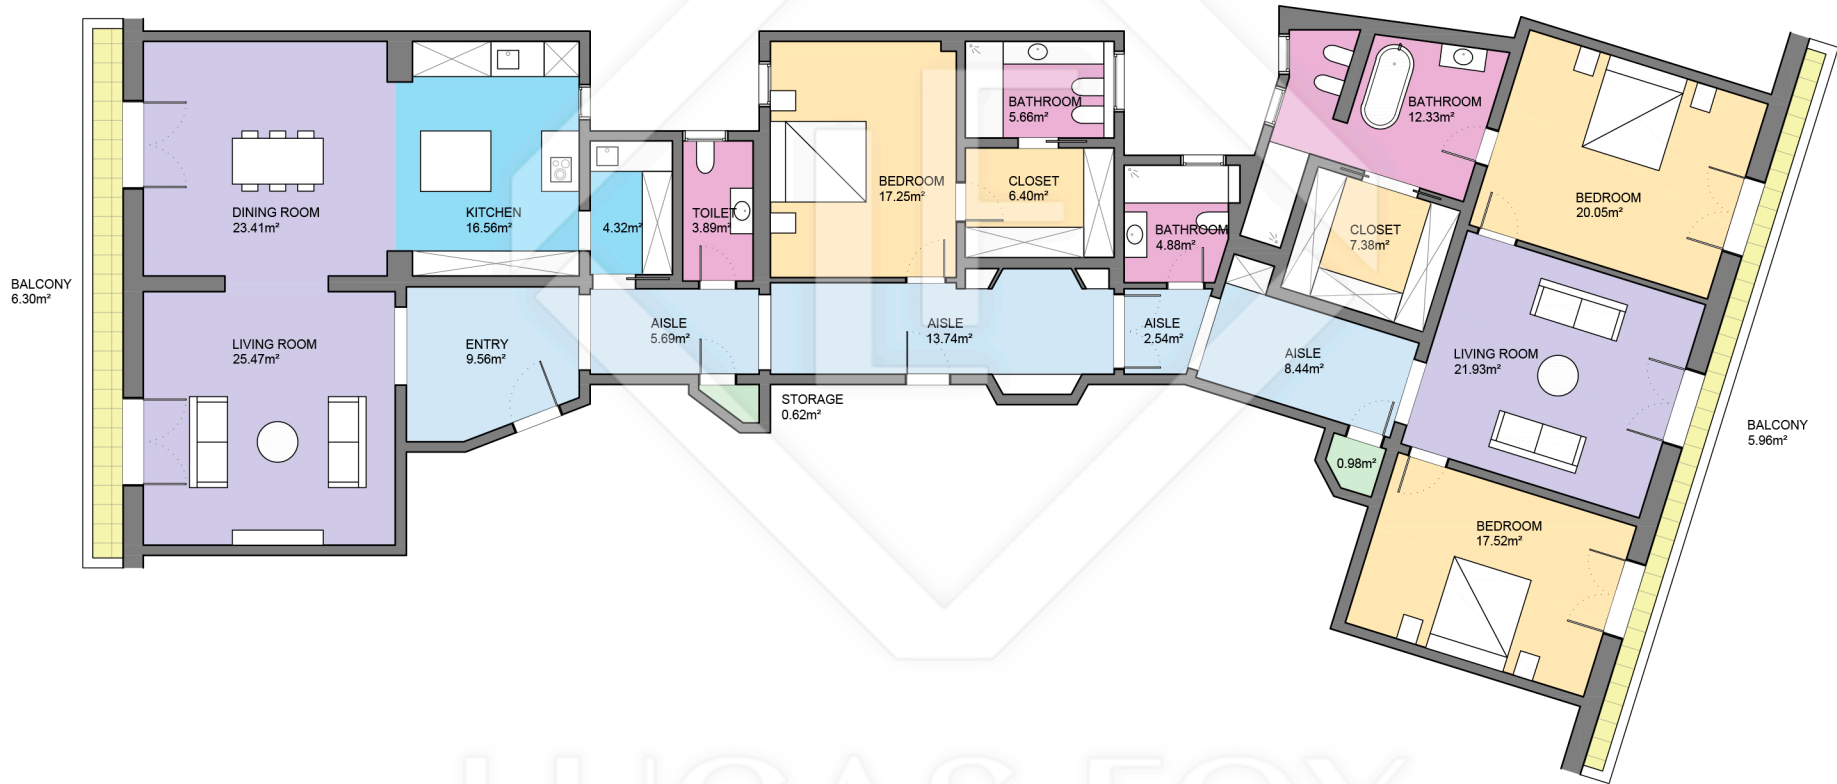 BALCONY
6.30m²
DINING ROOM
23.41m²
KITCHEN
16.56m²
4.32m²
TOILET
3.89m²
LIVING ROOM
25.47m²
ENTRY
9.56m²
AISLE
5.69m²
STORAGE
0.62m²
BEDROOM
17.25m²
BATHROOM
5.66m²
CLOSET
6.40m²
AISLE
13.74m²
BATHROOM
4.88m²
AISLE
2.54m²
BATHROOM
12.33m²
CLOSET
7.38m²
AISLE
8.44m²
0.98m²
BEDROOM
20.05m²
LIVING ROOM
21.93m²
BEDROOM
17.52m²
BALCONY
5.96m²
LUCAS FOX